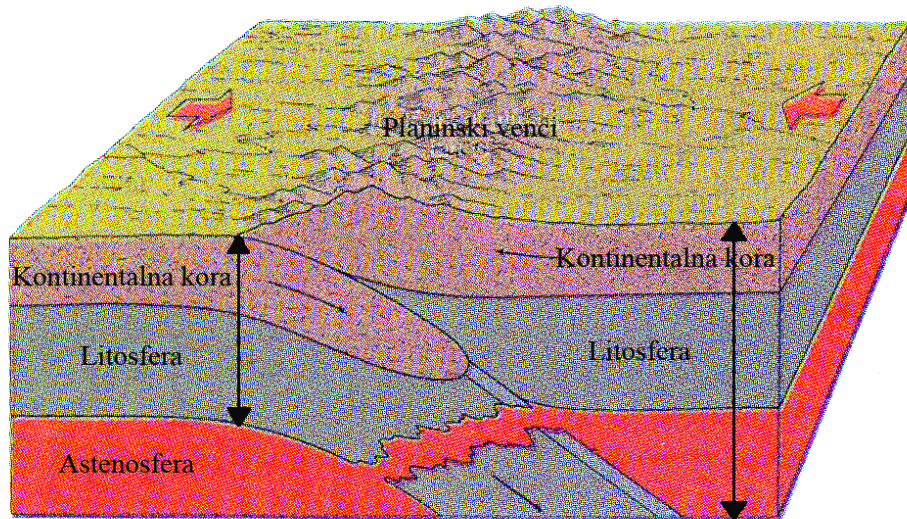 Planinski venci
Kontinentalna kora
Kontinentalna kora
Litosfera
Litosfera
Astenosfera